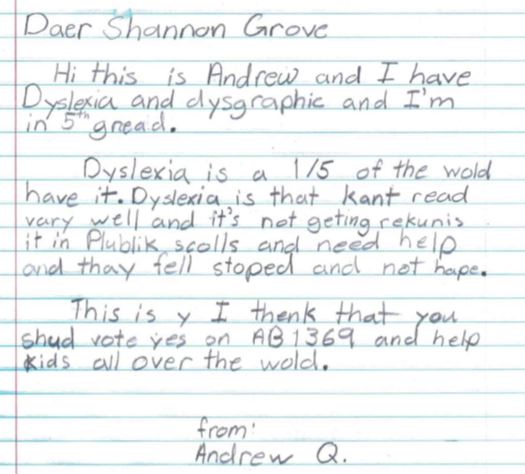 Daer Shannon Grove
Hi this is Andrew and I have
Dyslexia and dysgraphic and I'm
in 5th gread.
Dyslexia is a 1/5 of the wold
have it. Dyslexia is that kant read
vary well and it's not geting rekunis
it in Plublik scolls and need help
and thay fell stoped and not hape.
This is y I thenk that you
shud vote yes on AB1369 and help
kids all over the wold.
from:
Andrew Q.